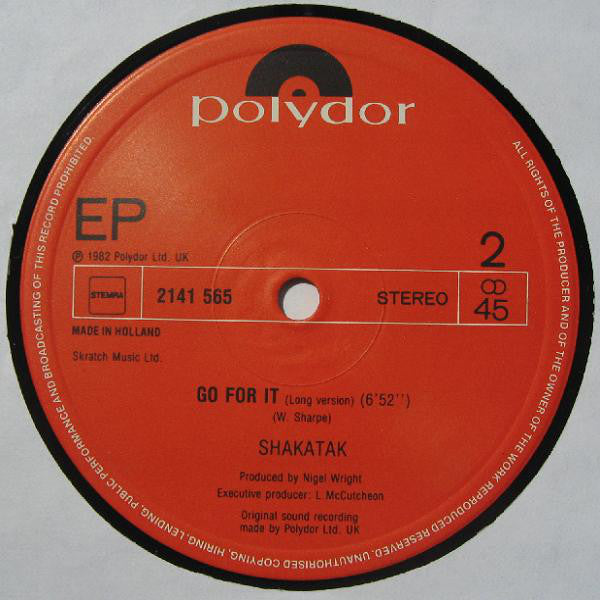 polydor
EP
℗ 1982 Polydor Ltd. UK
2
STEMRA
2141 565
STEREO
45
MADE IN HOLLAND
Skratch Music Ltd.
GO FOR IT (Long version) (6'52'')
(W. Sharpe)
SHAKATAK
Produced by Nigel Wright
Executive producer: L.McCutcheon
Original sound recording
made by Polydor Ltd. UK
ALL RIGHTS OF THE PRODUCER AND OF THE OWNER OF THE WORK REPRODUCED RESERVED. UNAUTHORISED COPYING, HIRING, LENDING, PUBLIC PERFORMANCE AND BROADCASTING OF THIS RECORD PROHIBITED.